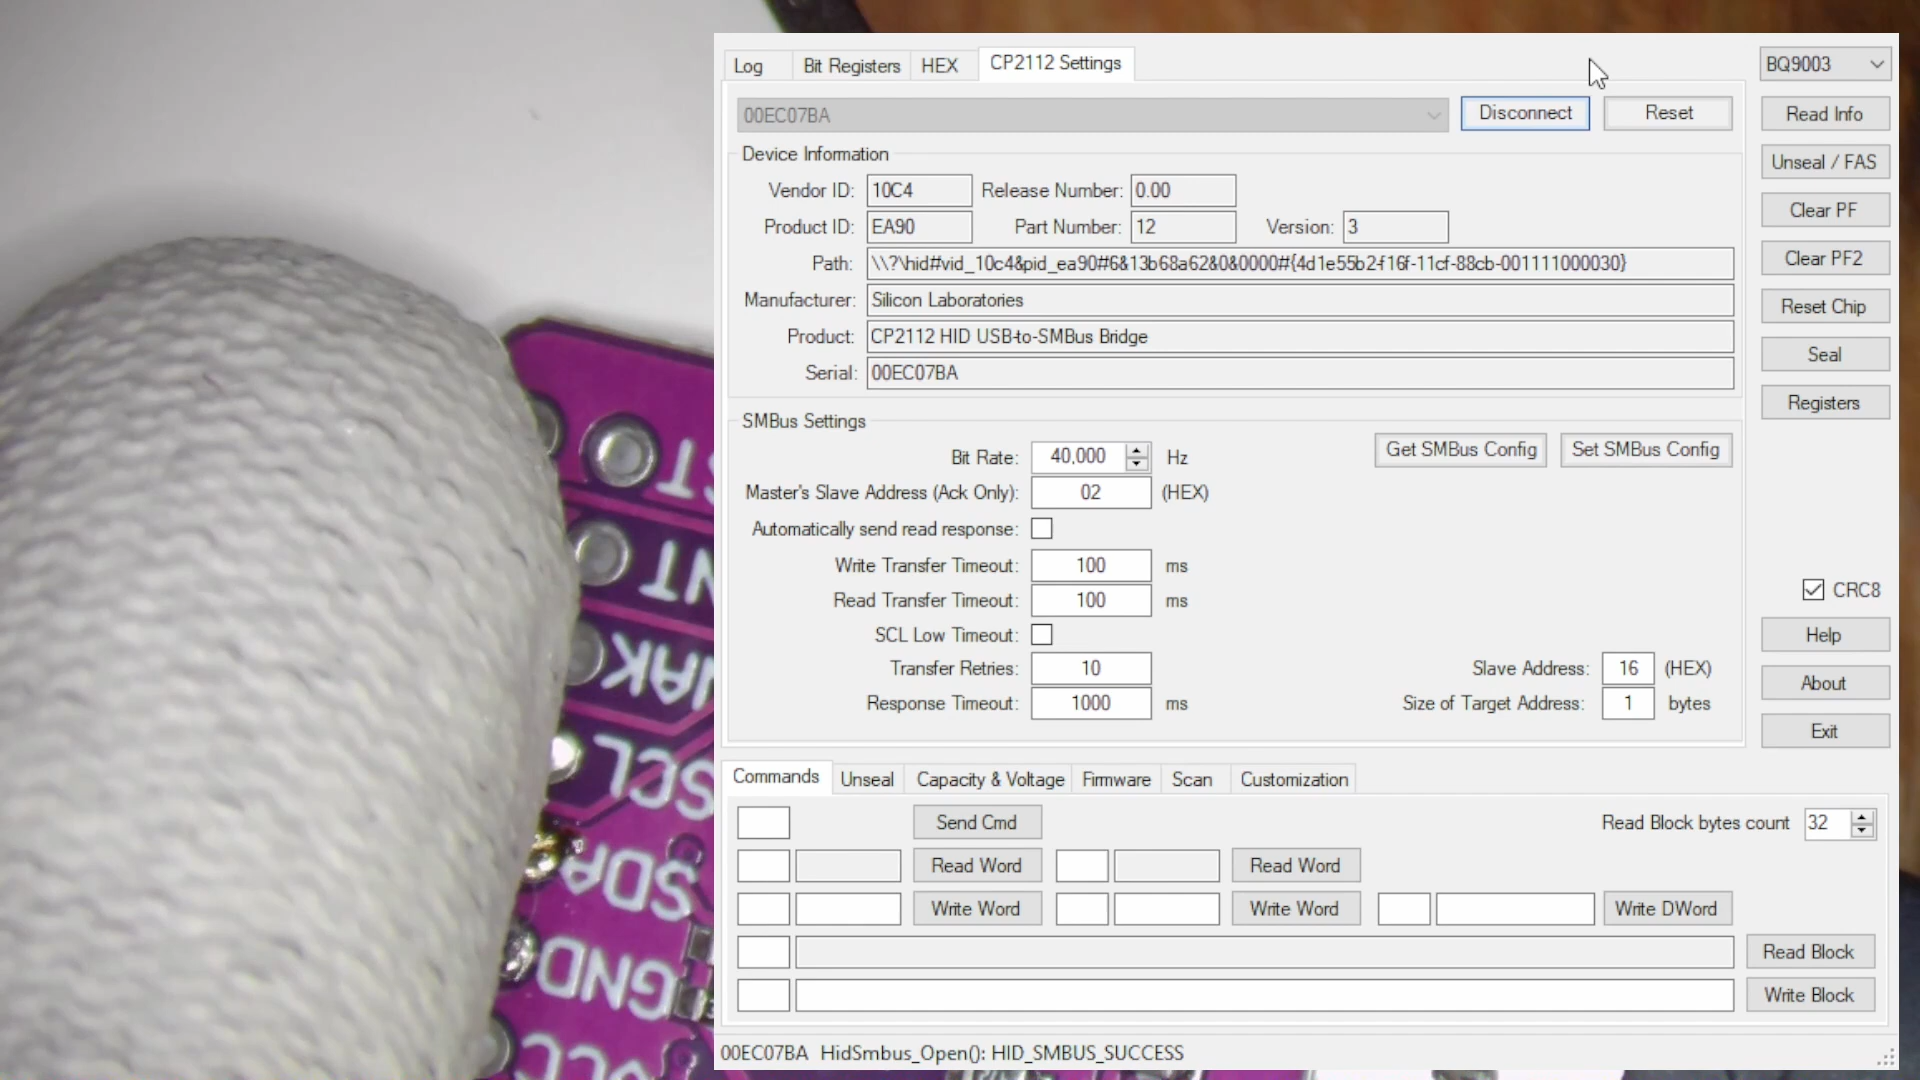 Log Bit Registers HEX CP2112 Settings BQ9003
00EC07BA Disconnect Reset Read Info
Device Information
Vendor ID: 10C4 Release Number: 0.00 Unseal / FAS
Product ID: EA90 Part Number: 12 Version: 3 Clear PF
Path: \\?\hid#vid_10c4&pid_ea90#6&13b68a62&0&0000#{4d1e55b2-f16f-11cf-88cb-001111000030} Clear PF2
Manufacturer: Silicon Laboratories Reset Chip
Product: CP2112 HID USB-to-SMBus Bridge Seal
Serial: 00EC07BA Registers
SMBus Settings
Bit Rate: 40,000 Hz Get SMBus Config Set SMBus Config
Master's Slave Address (Ack Only): 02 (HEX)
Automatically send read response:
Write Transfer Timeout: 100 ms CRC8
Read Transfer Timeout: 100 ms
SCL Low Timeout: Help
Transfer Retries: 10 Slave Address: 16 (HEX) About
Response Timeout: 1000 ms Size of Target Address: 1 bytes Exit
Commands Unseal Capacity & Voltage Firmware Scan Customization
Send Cmd Read Block bytes count 32
Read Word Read Word
Write Word Write Word Write DWord
Read Block
Write Block
00EC07BA HidSmbus_Open(): HID_SMBUS_SUCCESS
SCL
SDA
GND